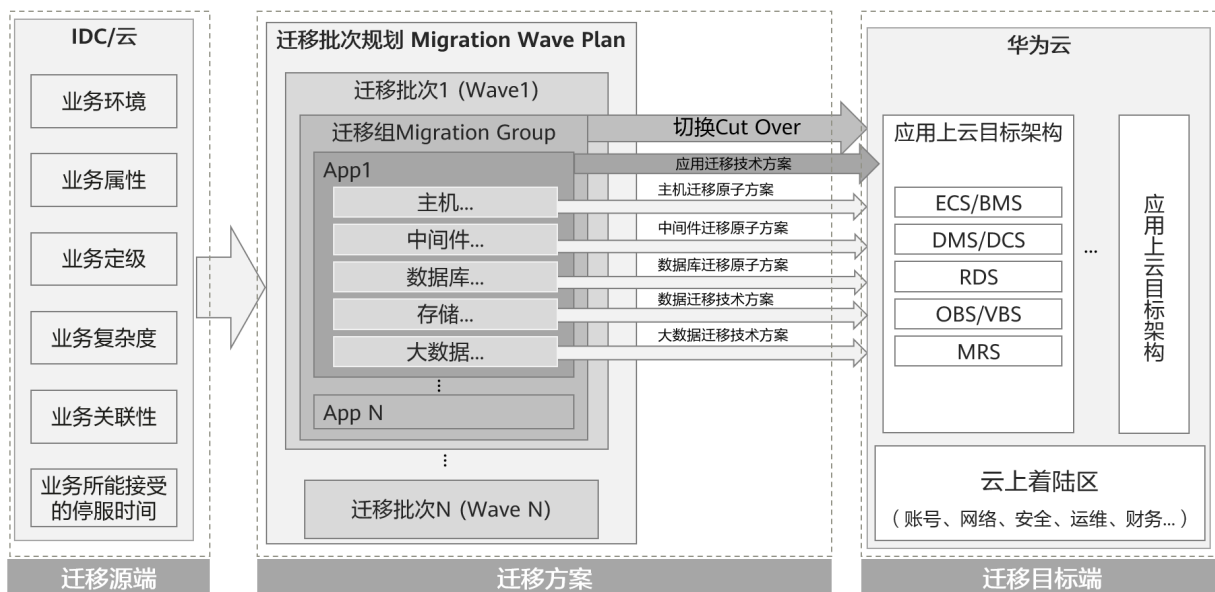 IDC/云
业务环境
业务属性
业务定级
业务复杂度
业务关联性
业务所能接受
的停服时间
迁移源端
迁移批次规划 Migration Wave Plan
迁移批次1 (Wave1)
迁移组Migration Group
App1
主机...
中间件...
数据库...
存储...
大数据...
...
App N
...
迁移批次N (Wave N)
切换Cut Over
应用迁移技术方案
主机迁移原子方案
中间件迁移原子方案
数据库迁移原子方案
数据迁移技术方案
大数据迁移技术方案
迁移方案
华为云
应用上云目标架构
ECS/BMS
DMS/DCS
RDS
OBS/VBS
MRS
...
应用上云目标架构
云上着陆区
（账号、网络、安全、运维、财务...）
迁移目标端